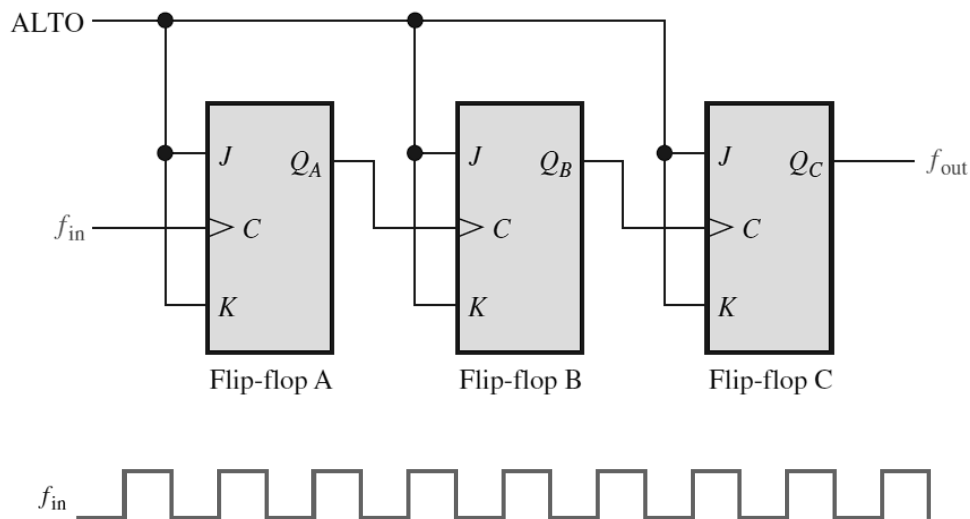 ALTO
J Q_A J Q_B J Q_C f_out
f_in C C C
K K K
Flip-flop A Flip-flop B Flip-flop C
f_in